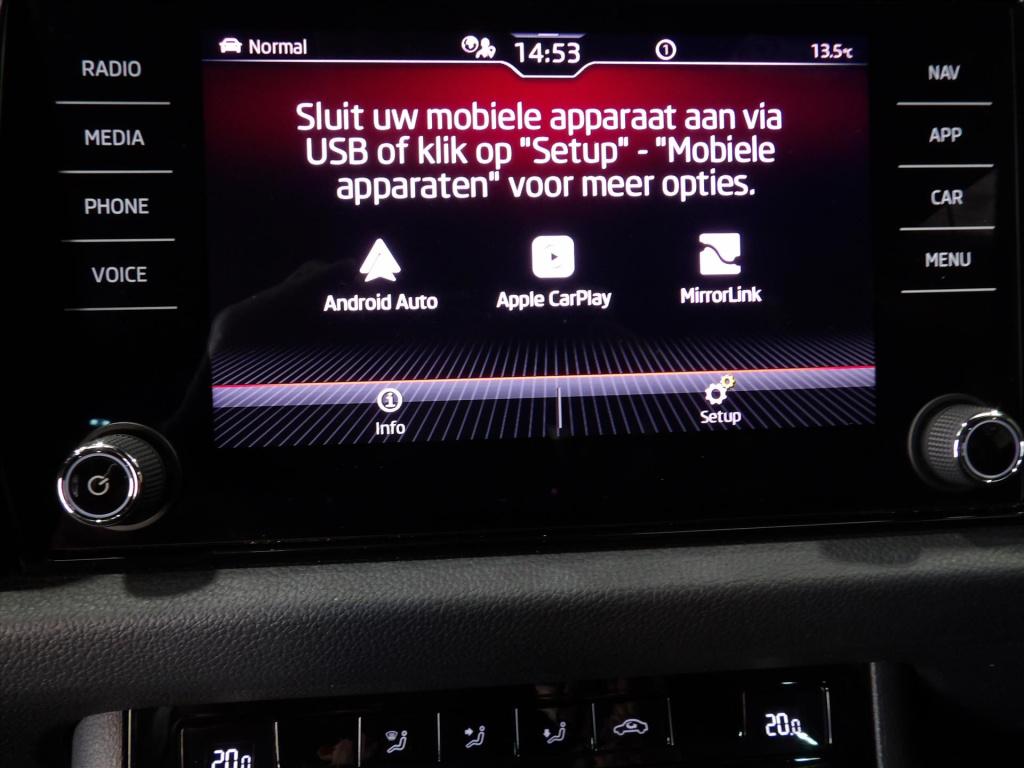 Normal
14:53
1
13.5°C
RADIO
MEDIA
PHONE
VOICE
Sluit uw mobiele apparaat aan via
USB of klik op "Setup" - "Mobiele
apparaten" voor meer opties.
Android Auto
Apple CarPlay
MirrorLink
Info
Setup
NAV
APP
CAR
MENU
20.0
20.0